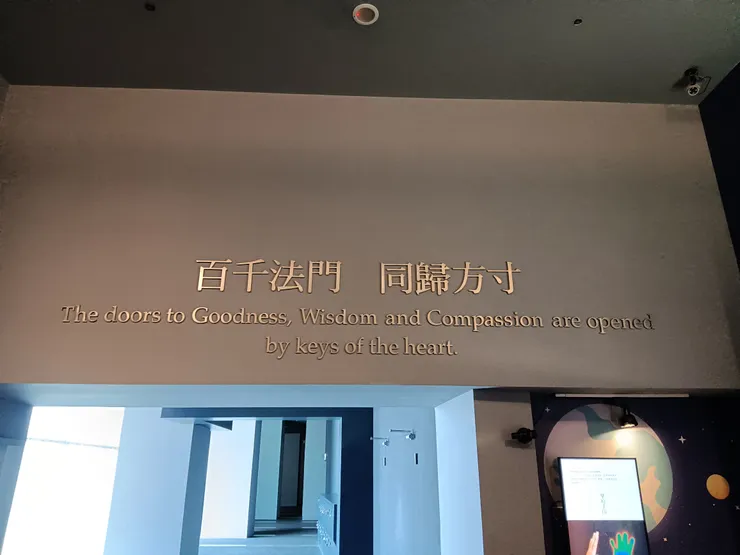 百千法門 同歸方寸
The doors to Goodness, Wisdom and Compassion are opened
by keys of the heart.